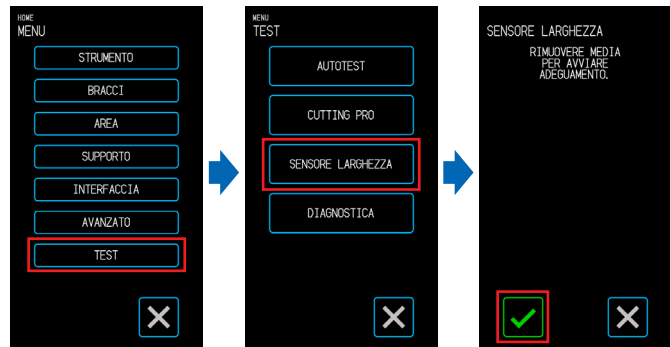 HOME
MENU
STRUMENTO
BRACCI
AREA
SUPPORTO
INTERFACCIA
AVANZATO
TEST
MENU
TEST
AUTOTEST
CUTTING PRO
SENSORE LARGHEZZA
DIAGNOSTICA
SENSORE LARGHEZZA
RIMUOVERE MEDIA
PER AVVIARE
ADEGUAMENTO.